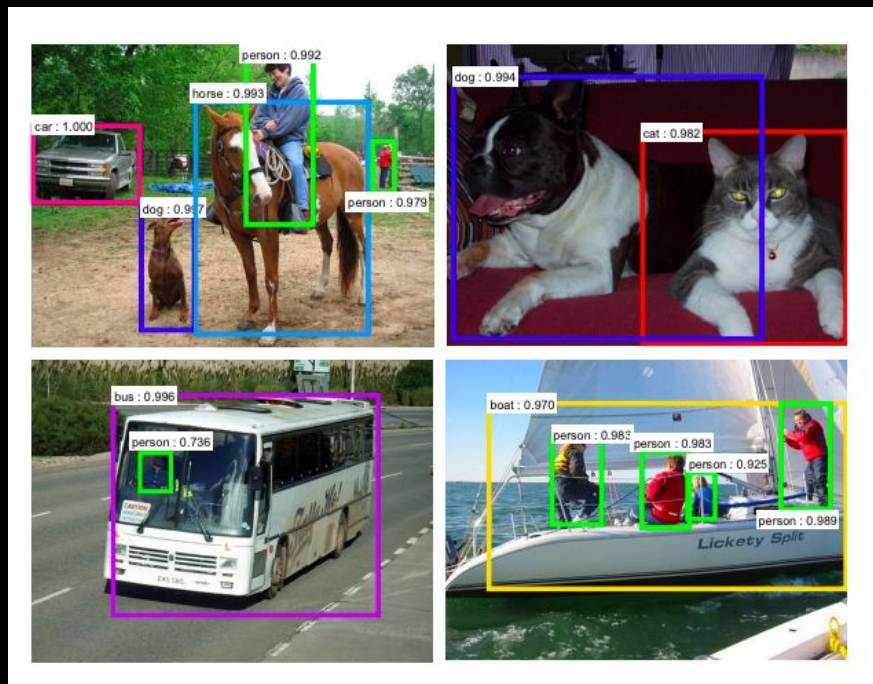 person : 0.992
horse : 0.993
car : 1.000
person : 0.979
dog : 0.997
dog : 0.994
cat : 0.982
bus : 0.996
person : 0.736
CAUTION
boat : 0.970
person : 0.983
person : 0.983
person : 0.925
person : 0.989
Lickety Split